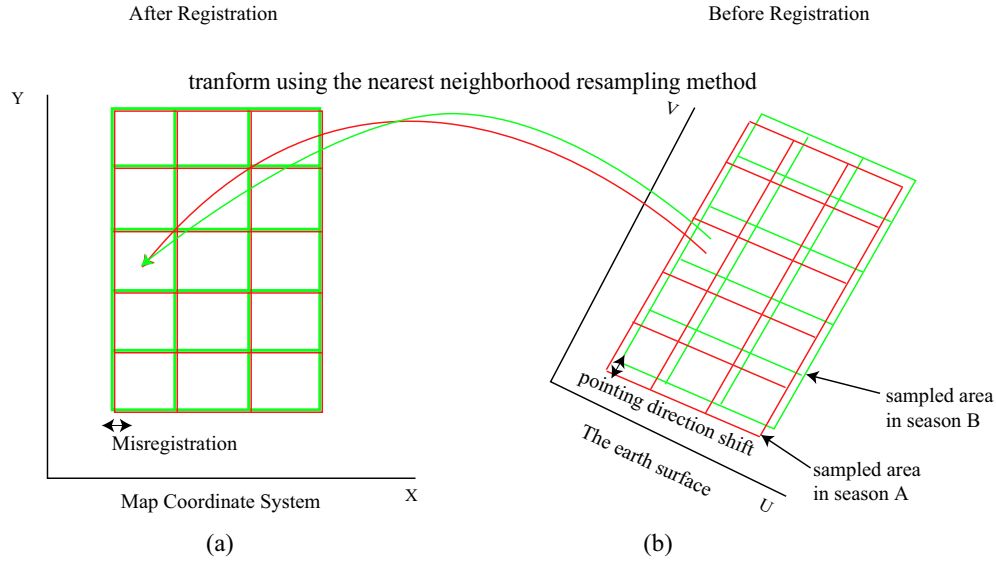 After Registration
Before Registration
tranform using the nearest neighborhood resampling method
Y
V
pointing direction shift
sampled area
in season B
Misregistration
The earth surface
sampled area
in season A
X
U
Map Coordinate System
(a)
(b)